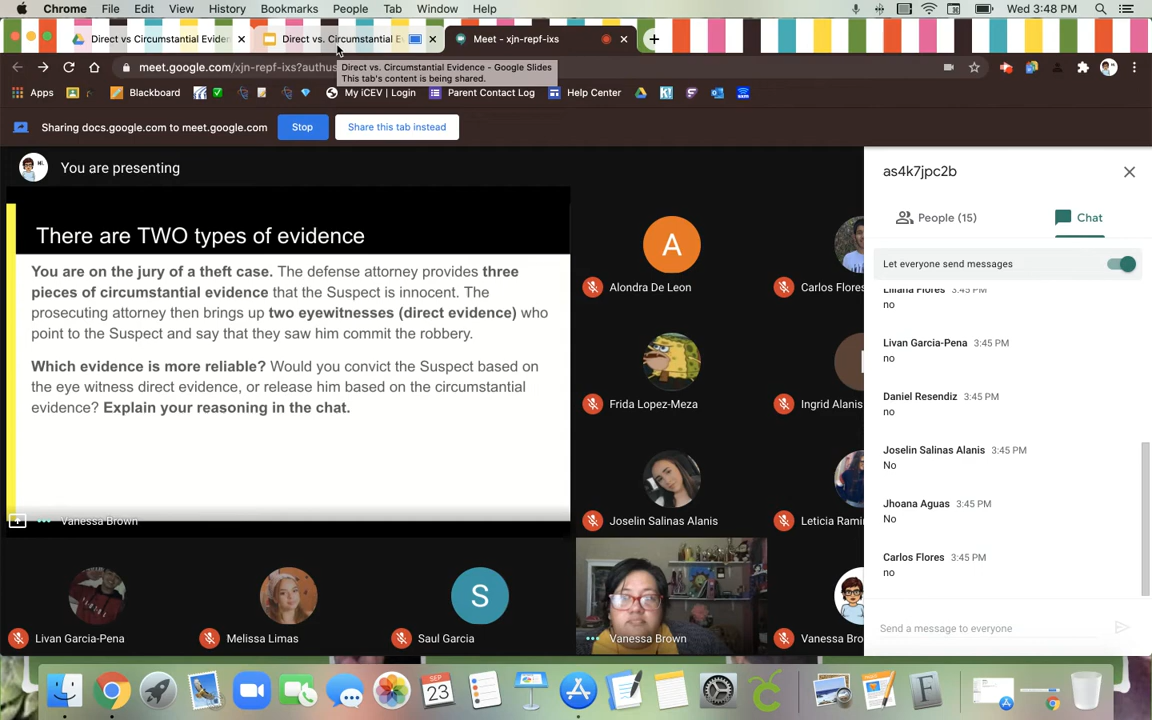 Chrome File Edit View History Bookmarks People Tab Window Help Wed 3:48 PM
Direct vs Circumstantial Eviden
Direct vs. Circumstantial E
Meet - xjn-repf-ixs
meet.google.com/xjn-repf-ixs?authus
Direct vs. Circumstantial Evidence - Google Slides
This tab's content is being shared.
Apps Blackboard My iCEV | Login Parent Contact Log Help Center
Sharing docs.google.com to meet.google.com Stop Share this tab instead
NL You are presenting
There are TWO types of evidence
You are on the jury of a theft case. The defense attorney provides three
pieces of circumstantial evidence that the Suspect is innocent. The
prosecuting attorney then brings up two eyewitnesses (direct evidence) who
point to the Suspect and say that they saw him commit the robbery.
Which evidence is more reliable? Would you convict the Suspect based on
the eye witness direct evidence, or release him based on the circumstantial
evidence? Explain your reasoning in the chat.
Vanessa Brown
A
Alondra De Leon
Carlos Flores
Frida Lopez-Meza
Ingrid Alanis
Joselin Salinas Alanis
Leticia Rami
Livan Garcia-Pena
Melissa Limas
S
Saul Garcia
Vanessa Brown
Vanessa Bro
as4k7jpc2b
People (15)
Chat
Let everyone send messages
Liliana Flores 3:45 PM
no
Livan Garcia-Pena 3:45 PM
no
Daniel Resendiz 3:45 PM
no
Joselin Salinas Alanis 3:45 PM
No
Jhoana Aguas 3:45 PM
No
Carlos Flores 3:45 PM
no
Send a message to everyone
SEP
23